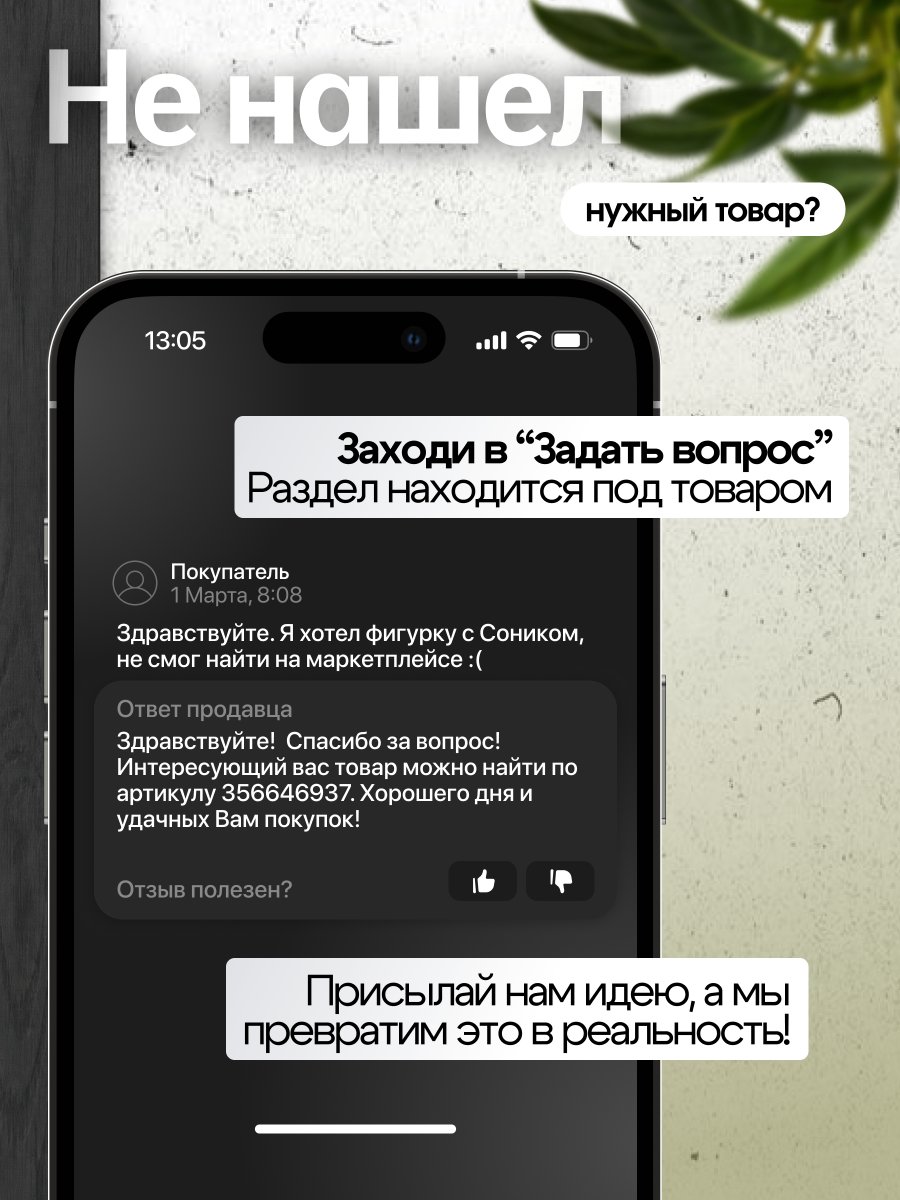 Не нашел
нужный товар?
13:05
Заходи в “Задать вопрос”
Раздел находится под товаром
Покупатель
1 Марта, 8:08
Здравствуйте. Я хотел фигурку с Соником,
не смог найти на маркетплейсе :(
Ответ продавца
Здравствуйте!  Спасибо за вопрос!
Интересующий вас товар можно найти по
артикулу 356646937. Хорошего дня и
удачных Вам покупок!
Отзыв полезен?
Присылай нам идею, а мы
превратим это в реальность!